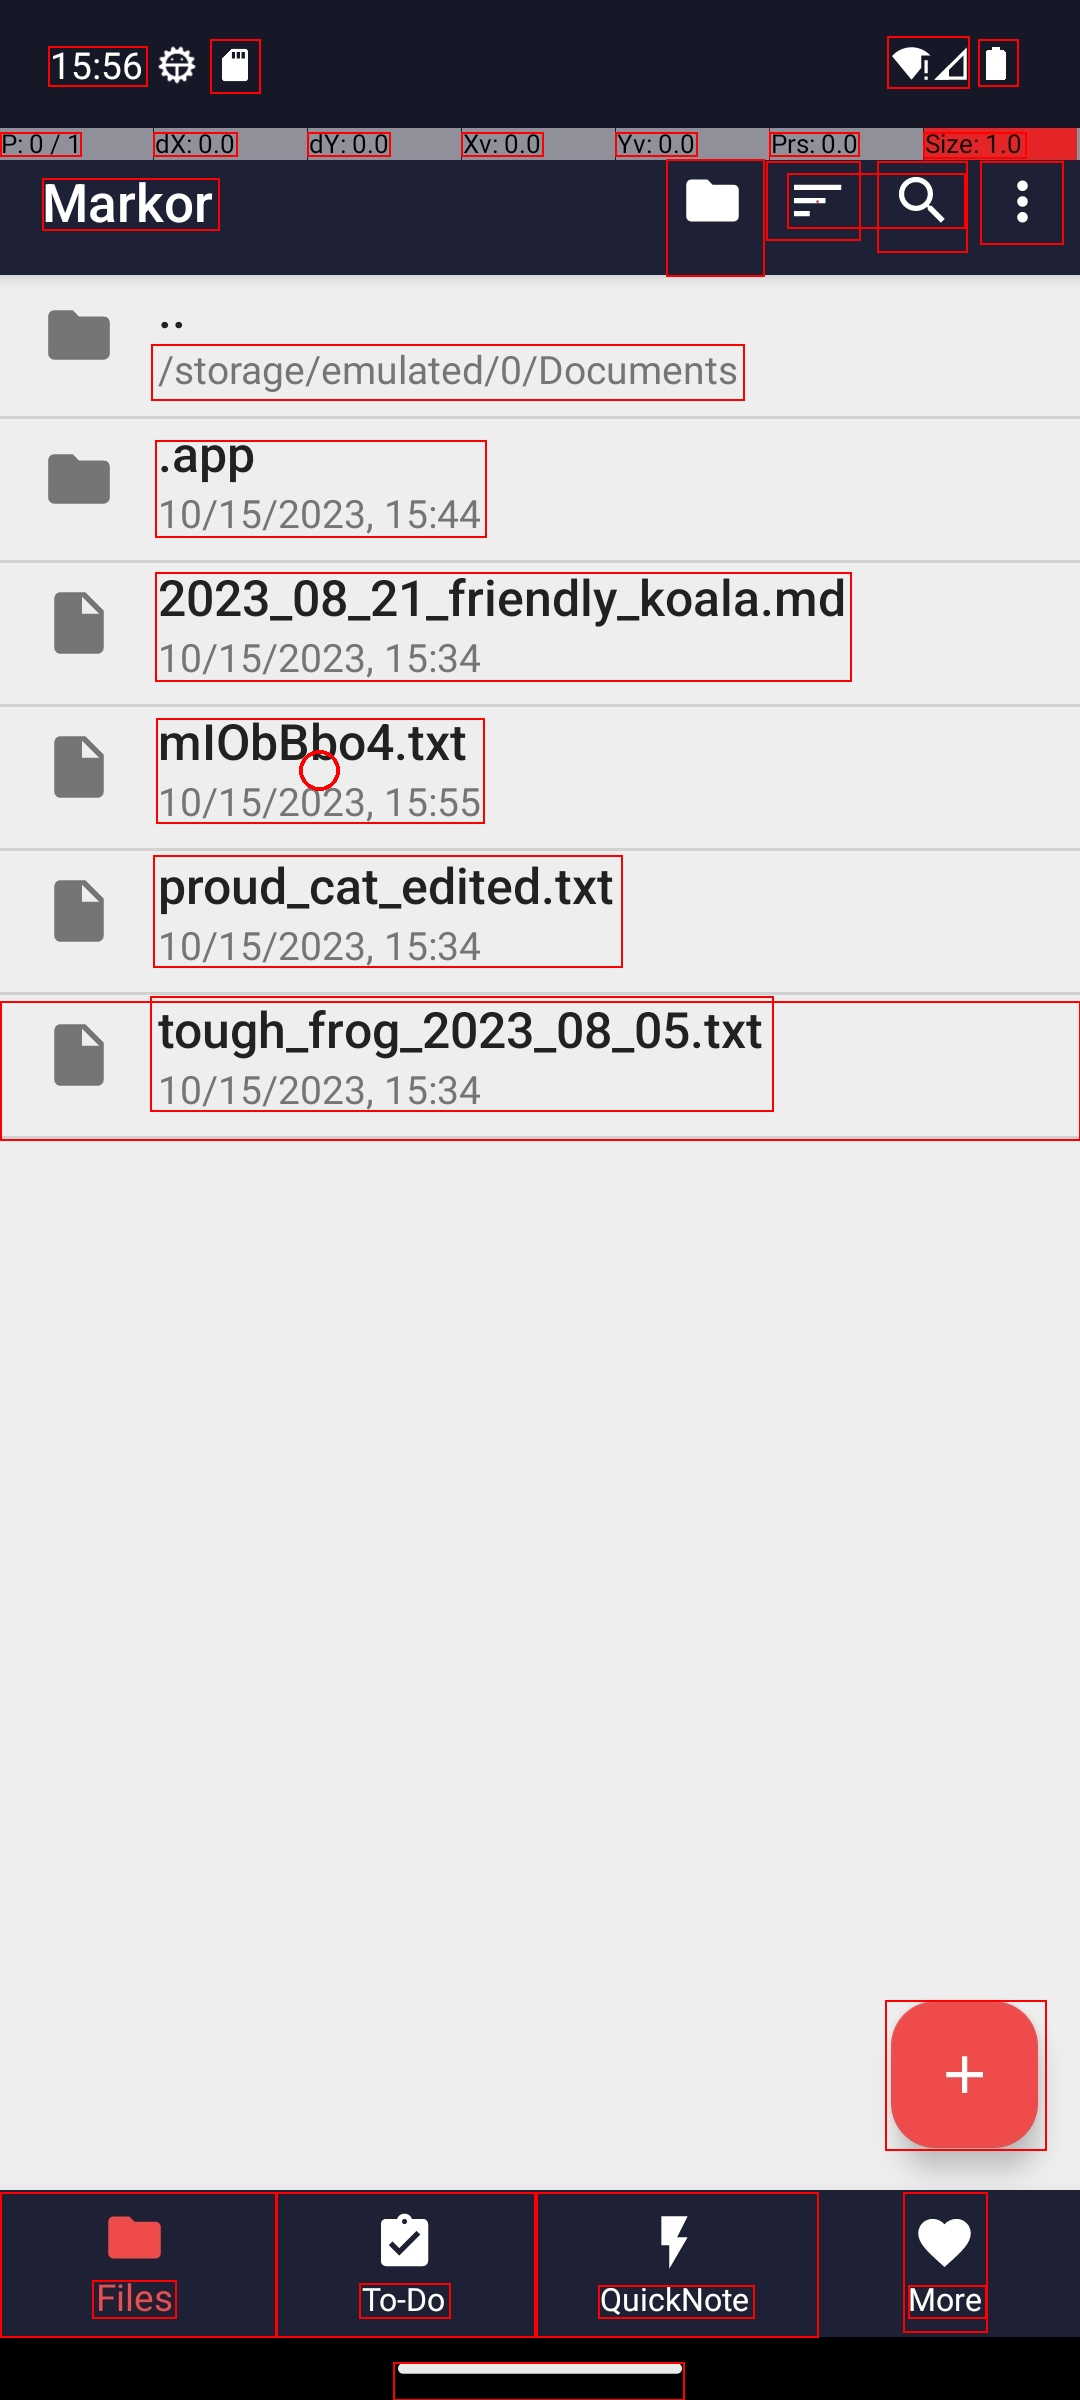 15:56
P: 0 / 1 dX: 0.0 dY: 0.0 Xv: 0.0 Yv: 0.0 Prs: 0.0 Size: 1.0
Markor
..
/storage/emulated/0/Documents
.app
10/15/2023, 15:44
2023_08_21_friendly_koala.md
10/15/2023, 15:34
mIObBbo4.txt
10/15/2023, 15:55
proud_cat_edited.txt
10/15/2023, 15:34
tough_frog_2023_08_05.txt
10/15/2023, 15:34
Files To-Do QuickNote More